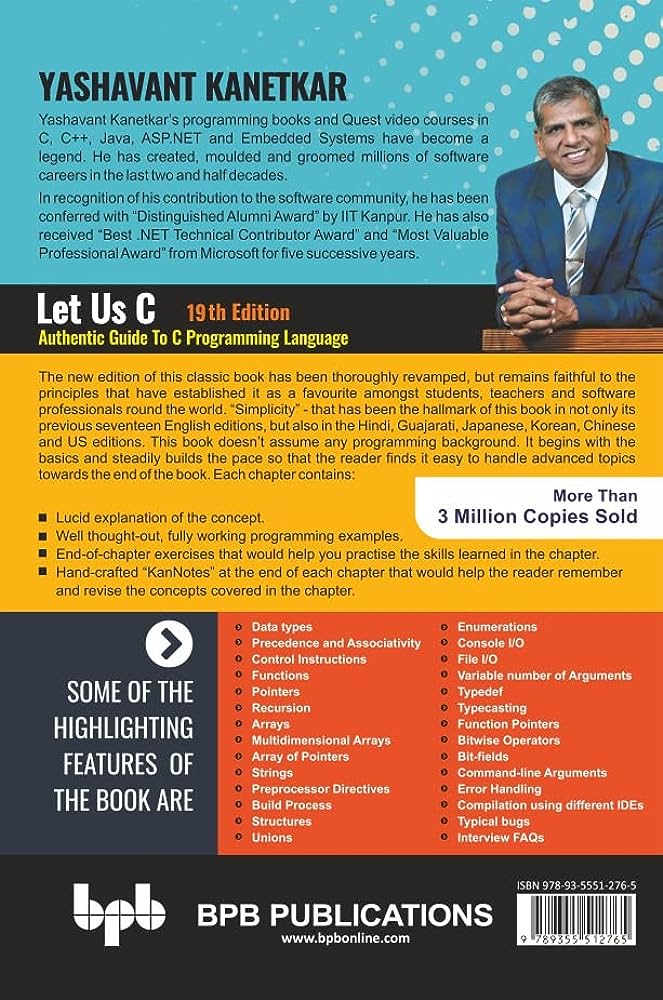 YASHAVANT KANETKAR
Yashavant Kanetkar's programming books and Quest video courses in
C, C++, Java, ASP.NET and Embedded Systems have become a
legend. He has created, moulded and groomed millions of software
careers in the last two and half decades.
In recognition of his contribution to the software community, he has been
conferred with “Distinguished Alumni Award” by IIT Kanpur. He has also
received “Best .NET Technical Contributor Award” and “Most Valuable
Professional Award” from Microsoft for five successive years.
Let Us C 19th Edition
Authentic Guide To C Programming Language
The new edition of this classic book has been thoroughly revamped, but remains faithful to the
principles that have established it as a favourite amongst students, teachers and software
professionals round the world. “Simplicity” - that has been the hallmark of this book in not only its
previous seventeen English editions, but also in the Hindi, Guajarati, Japanese, Korean, Chinese
and US editions. This book doesn't assume any programming background. It begins with the
basics and steadily builds the pace so that the reader finds it easy to handle advanced topics
towards the end of the book. Each chapter contains:
More Than
3 Million Copies Sold
Lucid explanation of the concept.
Well thought-out, fully working programming examples.
End-of-chapter exercises that would help you practise the skills learned in the chapter.
Hand-crafted “KanNotes” at the end of each chapter that would help the reader remember
and revise the concepts covered in the chapter.
SOME OF THE
HIGHLIGHTING
FEATURES OF
THE BOOK ARE
Data types
Precedence and Associativity
Control Instructions
Functions
Pointers
Recursion
Arrays
Multidimensional Arrays
Array of Pointers
Strings
Preprocessor Directives
Build Process
Structures
Unions
Enumerations
Console I/O
File I/O
Variable number of Arguments
Typedef
Typecasting
Function Pointers
Bitwise Operators
Bit-fields
Command-line Arguments
Error Handling
Compilation using different IDEs
Typical bugs
Interview FAQs
bpb
BPB PUBLICATIONS
www.bpbonline.com
ISBN 978-93-5551-276-5
9 789355 512765